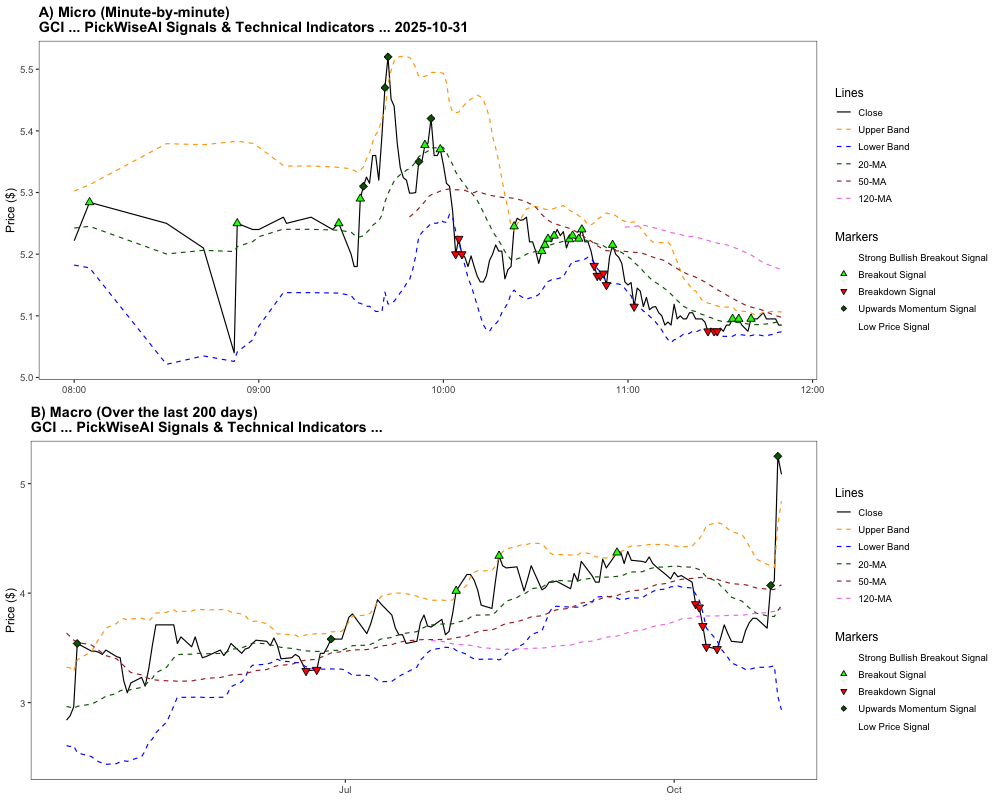 A) Micro (Minute-by-minute)
GCI ... PickWiseAI Signals & Technical Indicators ... 2025-10-31
Price ($)
5.5
5.4
5.3
5.2
5.1
5.0
08:00 09:00 10:00 11:00 12:00
Lines
Close
Upper Band
Lower Band
20-MA
50-MA
120-MA
Markers
Strong Bullish Breakout Signal
Breakout Signal
Breakdown Signal
Upwards Momentum Signal
Low Price Signal
B) Macro (Over the last 200 days)
GCI ... PickWiseAI Signals & Technical Indicators ...
Price ($)
5
4
3
Jul Oct
Lines
Close
Upper Band
Lower Band
20-MA
50-MA
120-MA
Markers
Strong Bullish Breakout Signal
Breakout Signal
Breakdown Signal
Upwards Momentum Signal
Low Price Signal